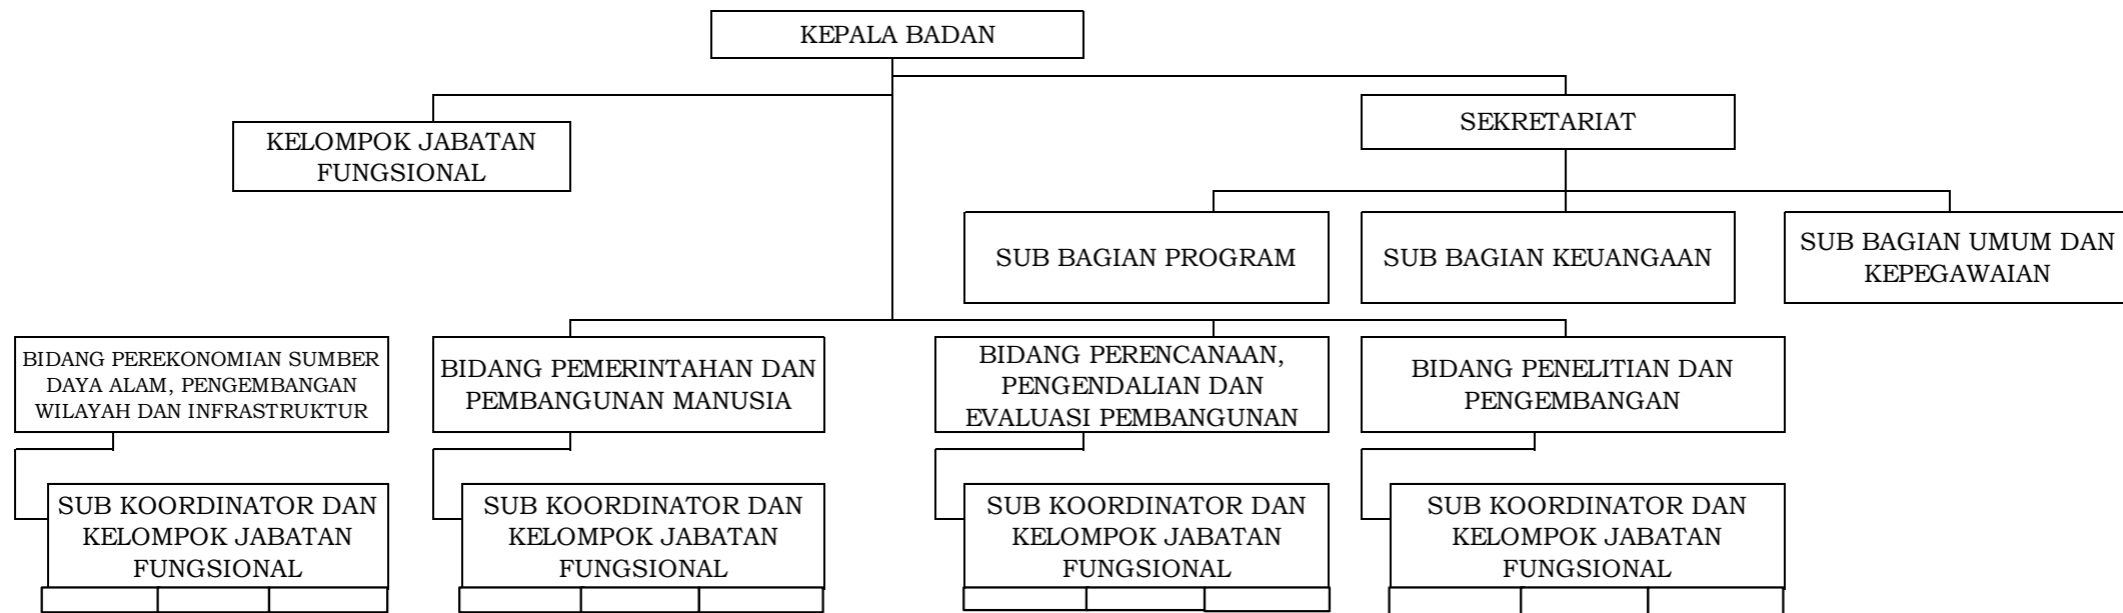 KEPALA BADAN
KELOMPOK JABATAN
FUNGSIONAL
SEKRETARIAT
SUB BAGIAN PROGRAM
SUB BAGIAN KEUANGAAN
SUB BAGIAN UMUM DAN
KEPEGAWAIAN
BIDANG PEREKONOMIAN SUMBER
DAYA ALAM, PENGEMBANGAN
WILAYAH DAN INFRASTRUKTUR
BIDANG PEMERINTAHAN DAN
PEMBANGUNAN MANUSIA
BIDANG PERENCANAAN,
PENGENDALIAN DAN
EVALUASI PEMBANGUNAN
BIDANG PENELITIAN DAN
PENGEMBANGAN
SUB KOORDINATOR DAN
KELOMPOK JABATAN
FUNGSIONAL
SUB KOORDINATOR DAN
KELOMPOK JABATAN
FUNGSIONAL
SUB KOORDINATOR DAN
KELOMPOK JABATAN
FUNGSIONAL
SUB KOORDINATOR DAN
KELOMPOK JABATAN
FUNGSIONAL